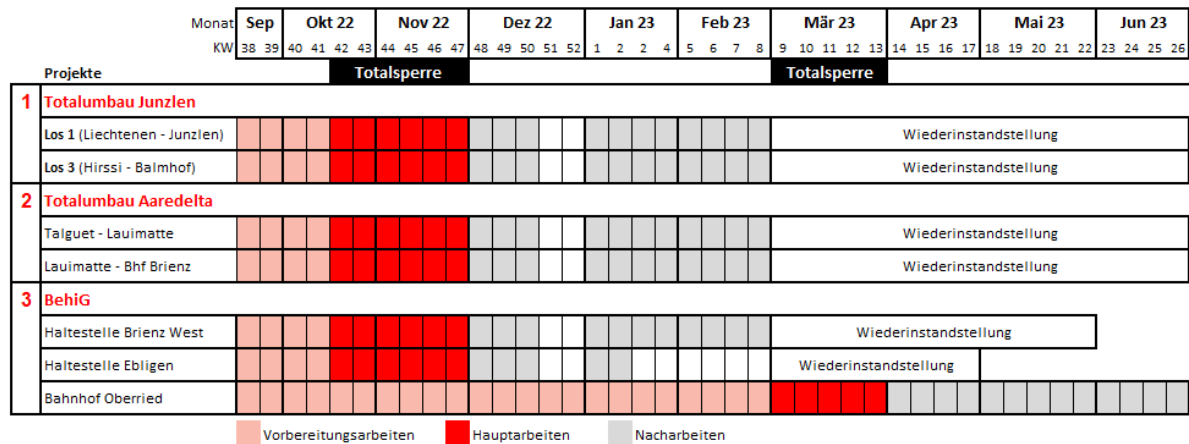 Monat Sep Okt 22 Nov 22 Dez 22 Jan 23 Feb 23 Mär 23 Apr 23 Mai 23 Jun 23
KW 38 39 40 41 42 43 44 45 46 47 48 49 50 51 52 1 2 2 4 5 6 7 8 9 10 11 12 13 14 15 16 17 18 19 20 21 22 23 24 25 26
Projekte Totalsperre Totalsperre
1 Totalumbau Junzlen
Los 1 (Liechtenen - Junzlen) Wiederinstandstellung
Los 3 (Hirssi - Balmhof) Wiederinstandstellung
2 Totalumbau Aaredelta
Talguet - Lauimatte Wiederinstandstellung
Lauimatte - Bhf Brienz Wiederinstandstellung
3 BehiG
Haltestelle Brienz West Wiederinstandstellung
Haltestelle Ebligen Wiederinstandstellung
Bahnhof Oberried
Vorbereitungsarbeiten Hauptarbeiten Nacharbeiten